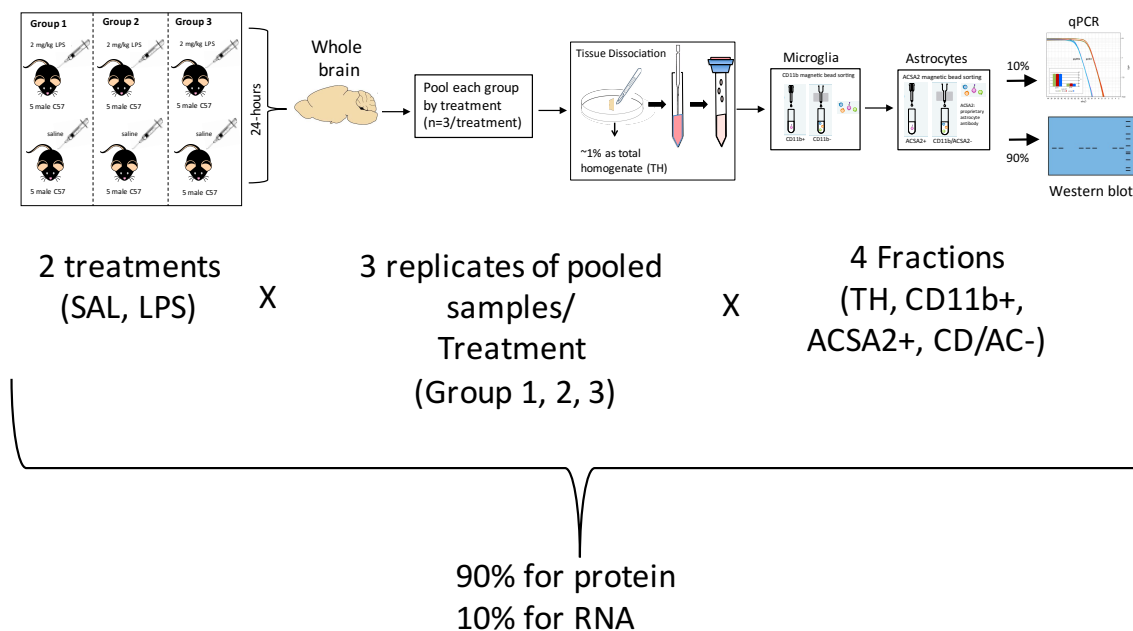 Group 1
Group 2
Group 3
2 mg/kg LPS
2 mg/kg LPS
2 mg/kg LPS
5 male C57
5 male C57
5 male C57
saline
saline
saline
5 male C57
5 male C57
5 male C57
24-hours
Whole
brain
Pool each group
by treatment
(n=3/treatment)
Tissue Dissociation
~1% as total
homogenate (TH)
Microglia
CD11b magnetic bead sorting
CD11b+
CD11b-
Astrocytes
ACSA2 magnetic bead sorting
ACSA2:
proprietary
astrocyte
antibody
ACSA2+
CD11b/ACSA2-
10%
90%
qPCR
Western blot
2 treatments
(SAL, LPS)
X
3 replicates of pooled
samples/
Treatment
(Group 1, 2, 3)
X
4 Fractions
(TH, CD11b+,
ACSA2+, CD/AC-)
90% for protein
10% for RNA